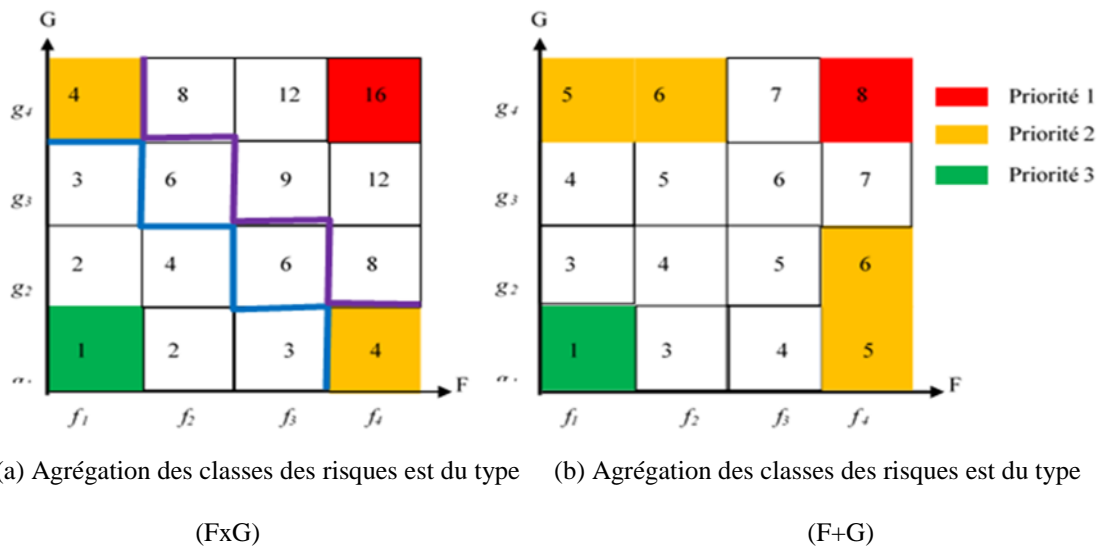 G
G
4 8 12 16
5 6 7 8
Priorité 1
g4
g4
Priorité 2
3 6 9 12
4 5 6 7
Priorité 3
g3
g3
2 4 6 8
3 4 5 6
g2
g2
1 2 3 4
1 3 4 5
F
F
f1 f2 f3 f4
f1 f2 f3 f4
a) Agrégation des classes des risques est du type
(FxG)
(b) Agrégation des classes des risques est du type
(F+G)